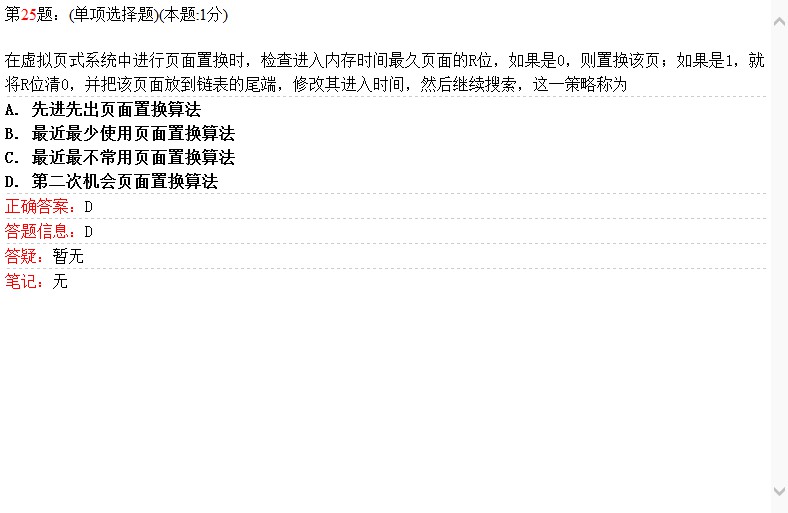 第25题: (单项选择题)(本题:1分)
在虚拟页式系统中进行页面置换时，检查进入内存时间最久页面的R位，如果是0，则置换该页；如果是1，就
将R位清0，并把该页面放到链表的尾端，修改其进入时间，然后继续搜索，这一策略称为
A. 先进先出页面置换算法
B. 最近最少使用页面置换算法
C. 最近最不常用页面置换算法
D. 第二次机会页面置换算法
正确答案：D
答题信息：D
答疑：暂无
笔记：无